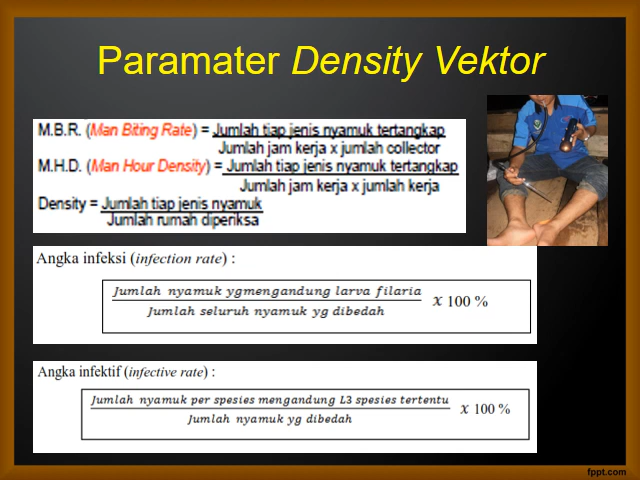 Paramater Density Vektor
M.B.R. (Man Biting Rate) = Jumlah tiap jenis nyamuk tertangkap
Jumlah jam kerja x jumlah collector
M.H.D. (Man Hour Density) = Jumlah tiap jenis nyamuk tertangkap
Jumlah jam kerja x jumlah kerja
Density = Jumlah tiap jenis nyamuk
Jumlah rumah diperiksa
Angka infeksi (infection rate) :
Jumlah nyamuk ygmengandung larva filaria
x 100 %
Jumlah seluruh nyamuk yg dibedah
Angka infektif (infective rate) :
Jumlah nyamuk per spesies mengandung L3 spesies tertentu
x 100 %
Jumlah nyamuk yg dibedah
fppt.com